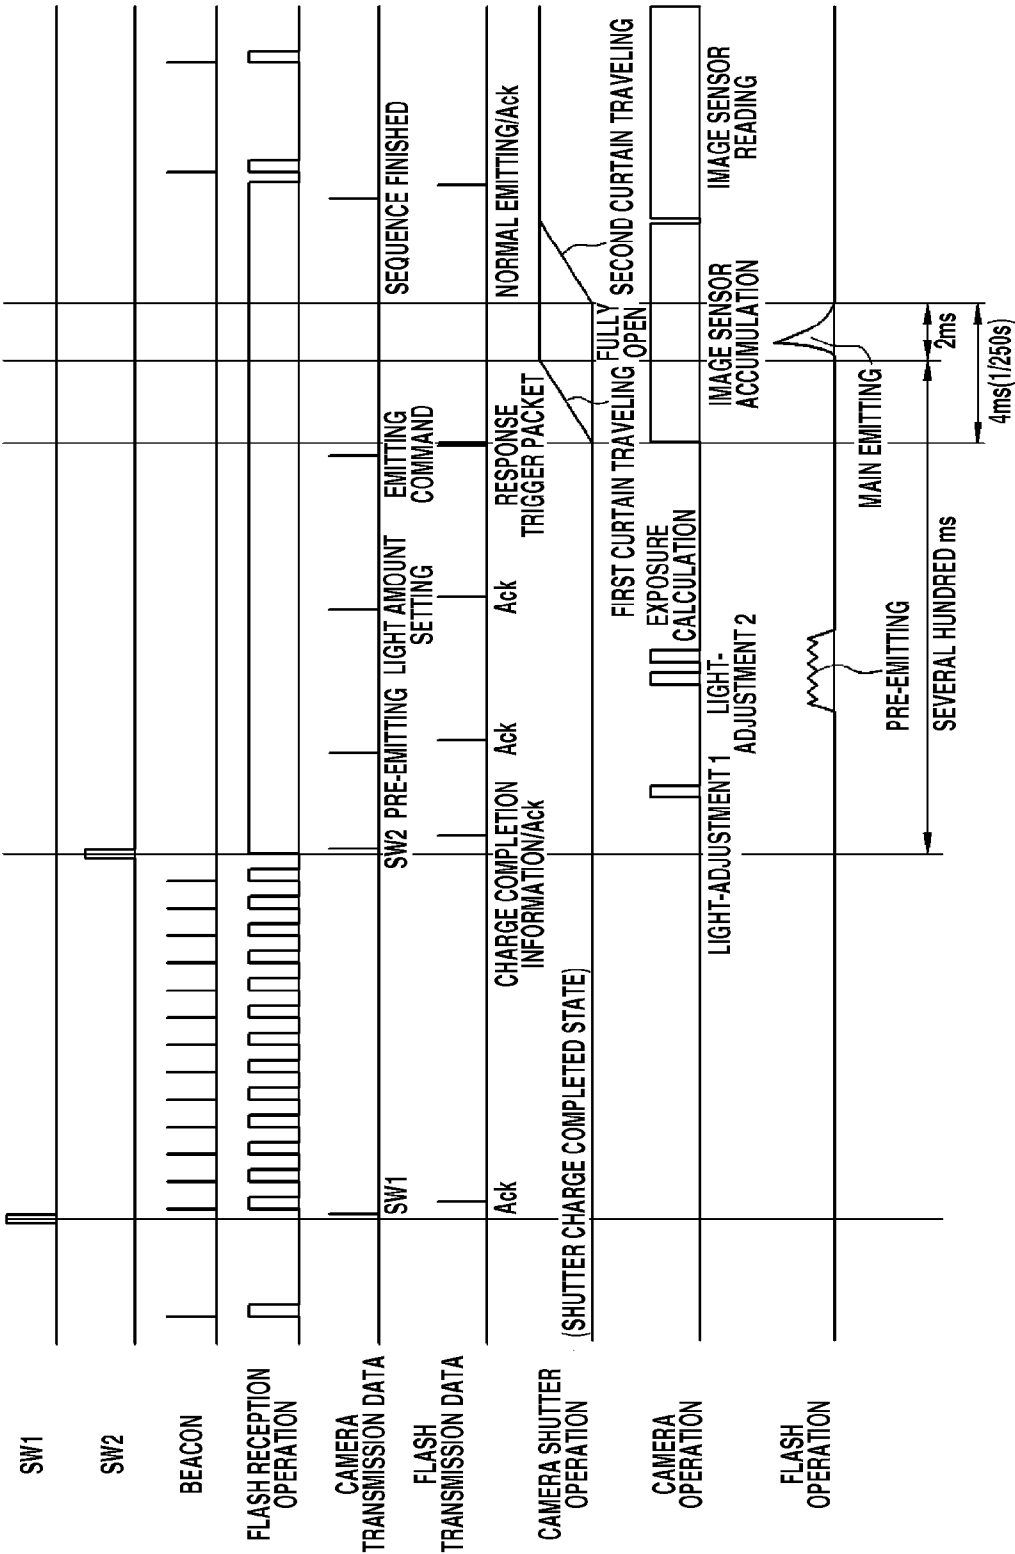 SW1
SW2
BEACON
FLASH RECEPTION
OPERATION
CAMERA
TRANSMISSION DATA
SW1
SW2
PRE-EMITTING
LIGHT AMOUNT
SETTING
EMITTING
COMMAND
SEQUENCE FINISHED
FLASH
TRANSMISSION DATA
Ack
CHARGE COMPLETION
INFORMATION/Ack
Ack
Ack
RESPONSE
TRIGGER PACKET
NORMAL EMITTING/Ack
CAMERA SHUTTER
OPERATION
(SHUTTER CHARGE COMPLETED STATE)
FIRST CURTAIN TRAVELING
FULLY
OPEN
SECOND CURTAIN TRAVELING
CAMERA
OPERATION
LIGHT-ADJUSTMENT 1
LIGHT-
ADJUSTMENT 2
EXPOSURE
CALCULATION
IMAGE SENSOR
ACCUMULATION
IMAGE SENSOR
READING
FLASH
OPERATION
PRE-EMITTING
MAIN EMITTING
SEVERAL HUNDRED ms
2ms
4ms(1/250s)